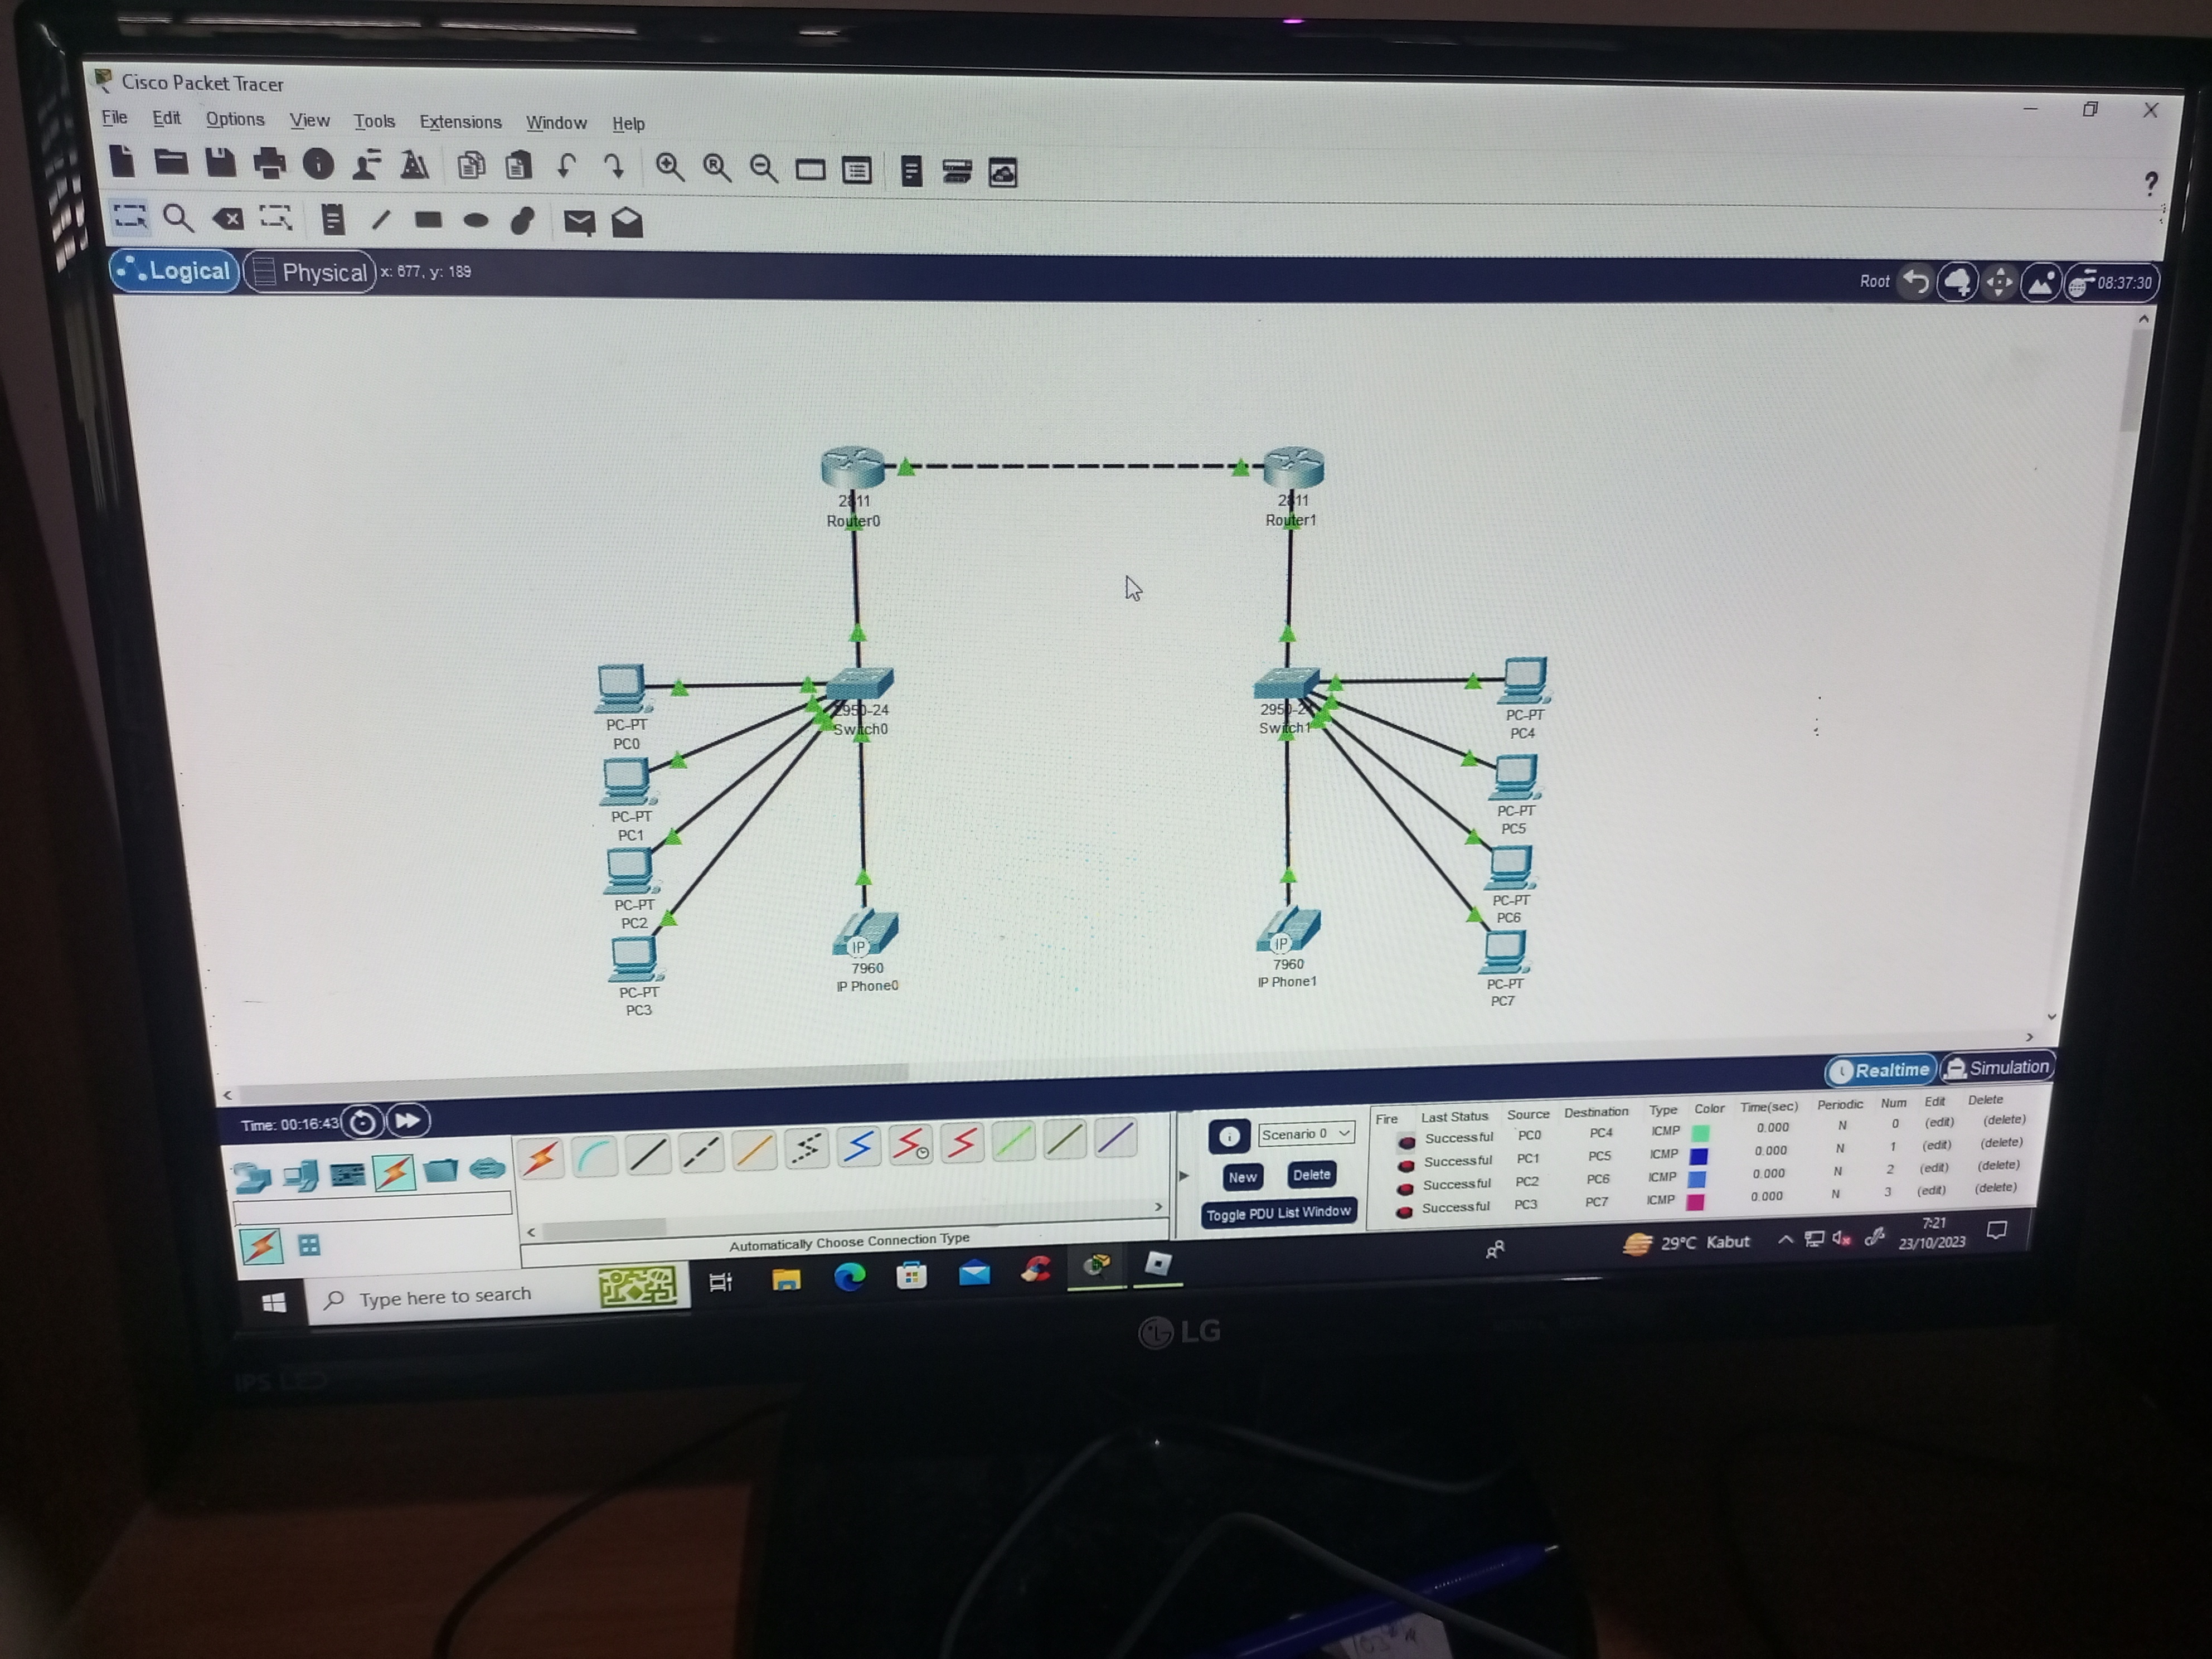 Cisco Packet Tracer
File Edit Options View Tools Extensions Window Help
?
Logical Physical x: 677, y: 189
Root 08:37:30
2811
Router0
2811
Router1
2950-24
Switch0
Switch1
PC-PT
PC0
PC-PT
PC1
PC-PT
PC2
PC-PT
PC3
PC-PT
PC4
PC-PT
PC5
PC-PT
PC6
PC-PT
PC7
IP
7960
IP Phone0
IP
7960
IP Phone1
Realtime Simulation
Time: 00:16:43
Scenario 0
New Delete
Toggle PDU List Window
Automatically Choose Connection Type
Fire Last Status Source Destination Type Color Time(sec) Periodic Num Edit Delete
Successful PC0 PC4 ICMP 0.000 N 0 (edit) (delete)
Successful PC1 PC5 ICMP 0.000 N 1 (edit) (delete)
Successful PC2 PC6 ICMP 0.000 N 2 (edit) (delete)
Successful PC3 PC7 ICMP 0.000 N 3 (edit) (delete)
Type here to search
29°C Kabut
7:21
23/10/2023
LG
IPS LED